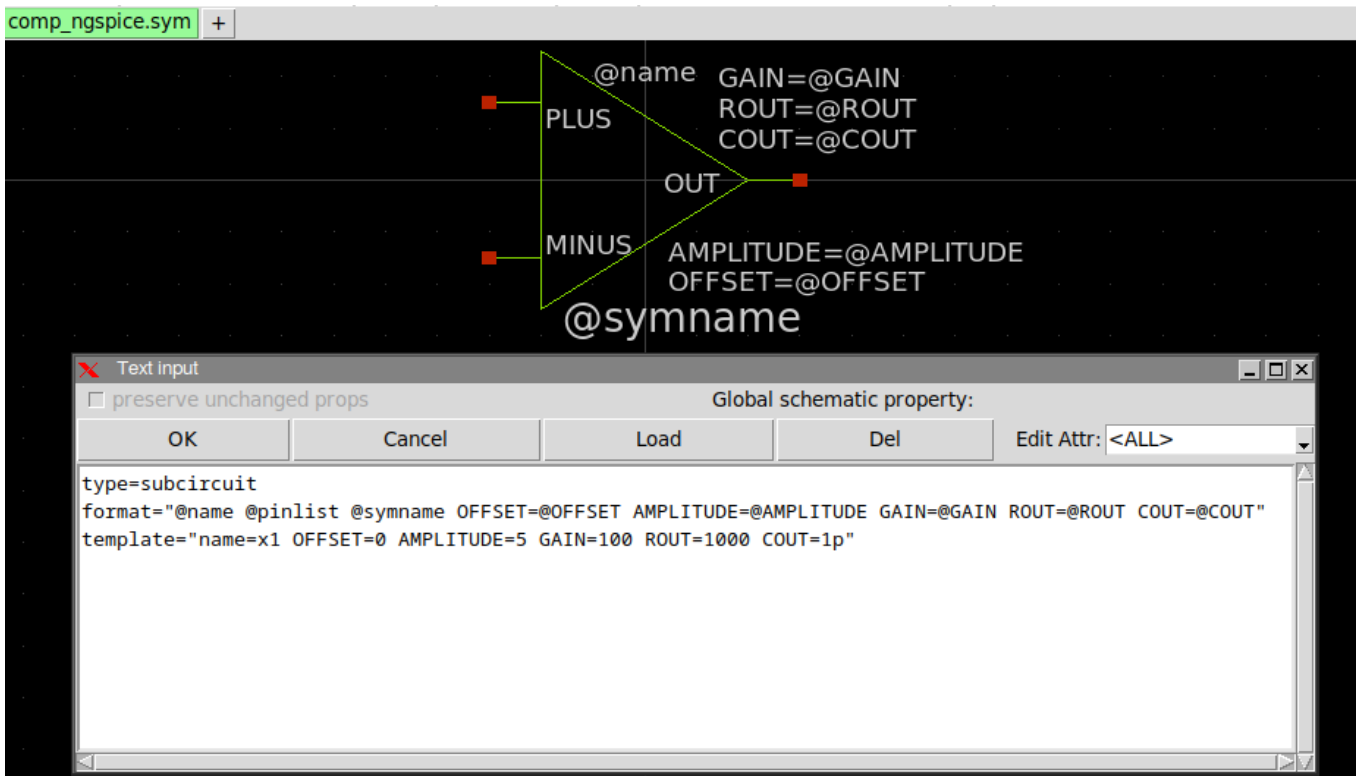 comp_ngspice.sym +
@name
GAIN=@GAIN
PLUS
ROUT=@ROUT
COUT=@COUT
OUT
MINUS
AMPLITUDE=@AMPLITUDE
OFFSET=@OFFSET
@symname
Text input
preserve unchanged props Global schematic property:
OK Cancel Load Del Edit Attr: <ALL>
type=subcircuit
format="@name @pinlist @symname OFFSET=@OFFSET AMPLITUDE=@AMPLITUDE GAIN=@GAIN ROUT=@ROUT COUT=@COUT"
template="name=x1 OFFSET=0 AMPLITUDE=5 GAIN=100 ROUT=1000 COUT=1p"